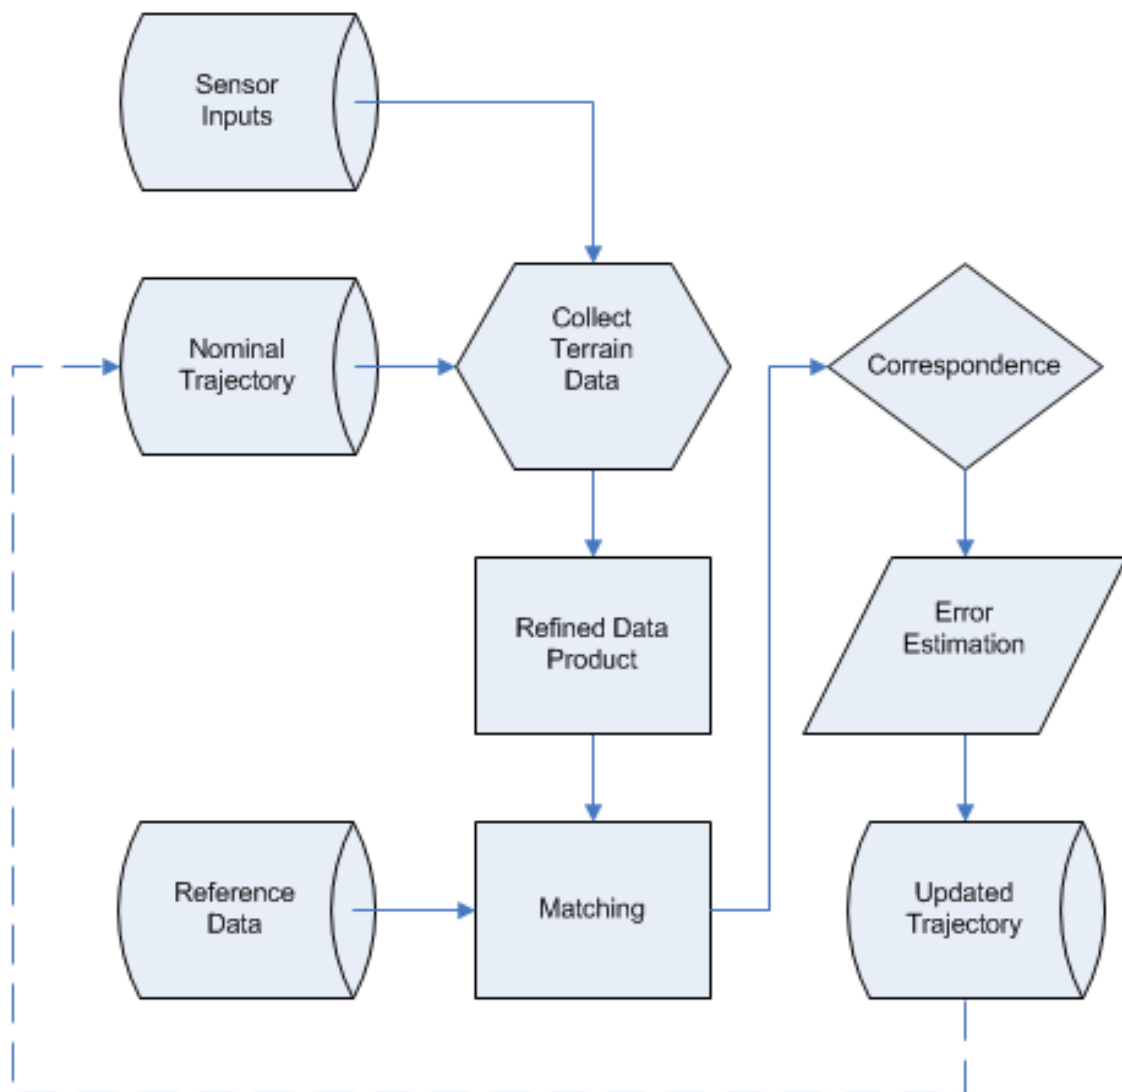 Sensor
Inputs
Nominal
Trajectory
Collect
Terrain
Data
Correspondence
Refined Data
Product
Error
Estimation
Reference
Data
Matching
Updated
Trajectory